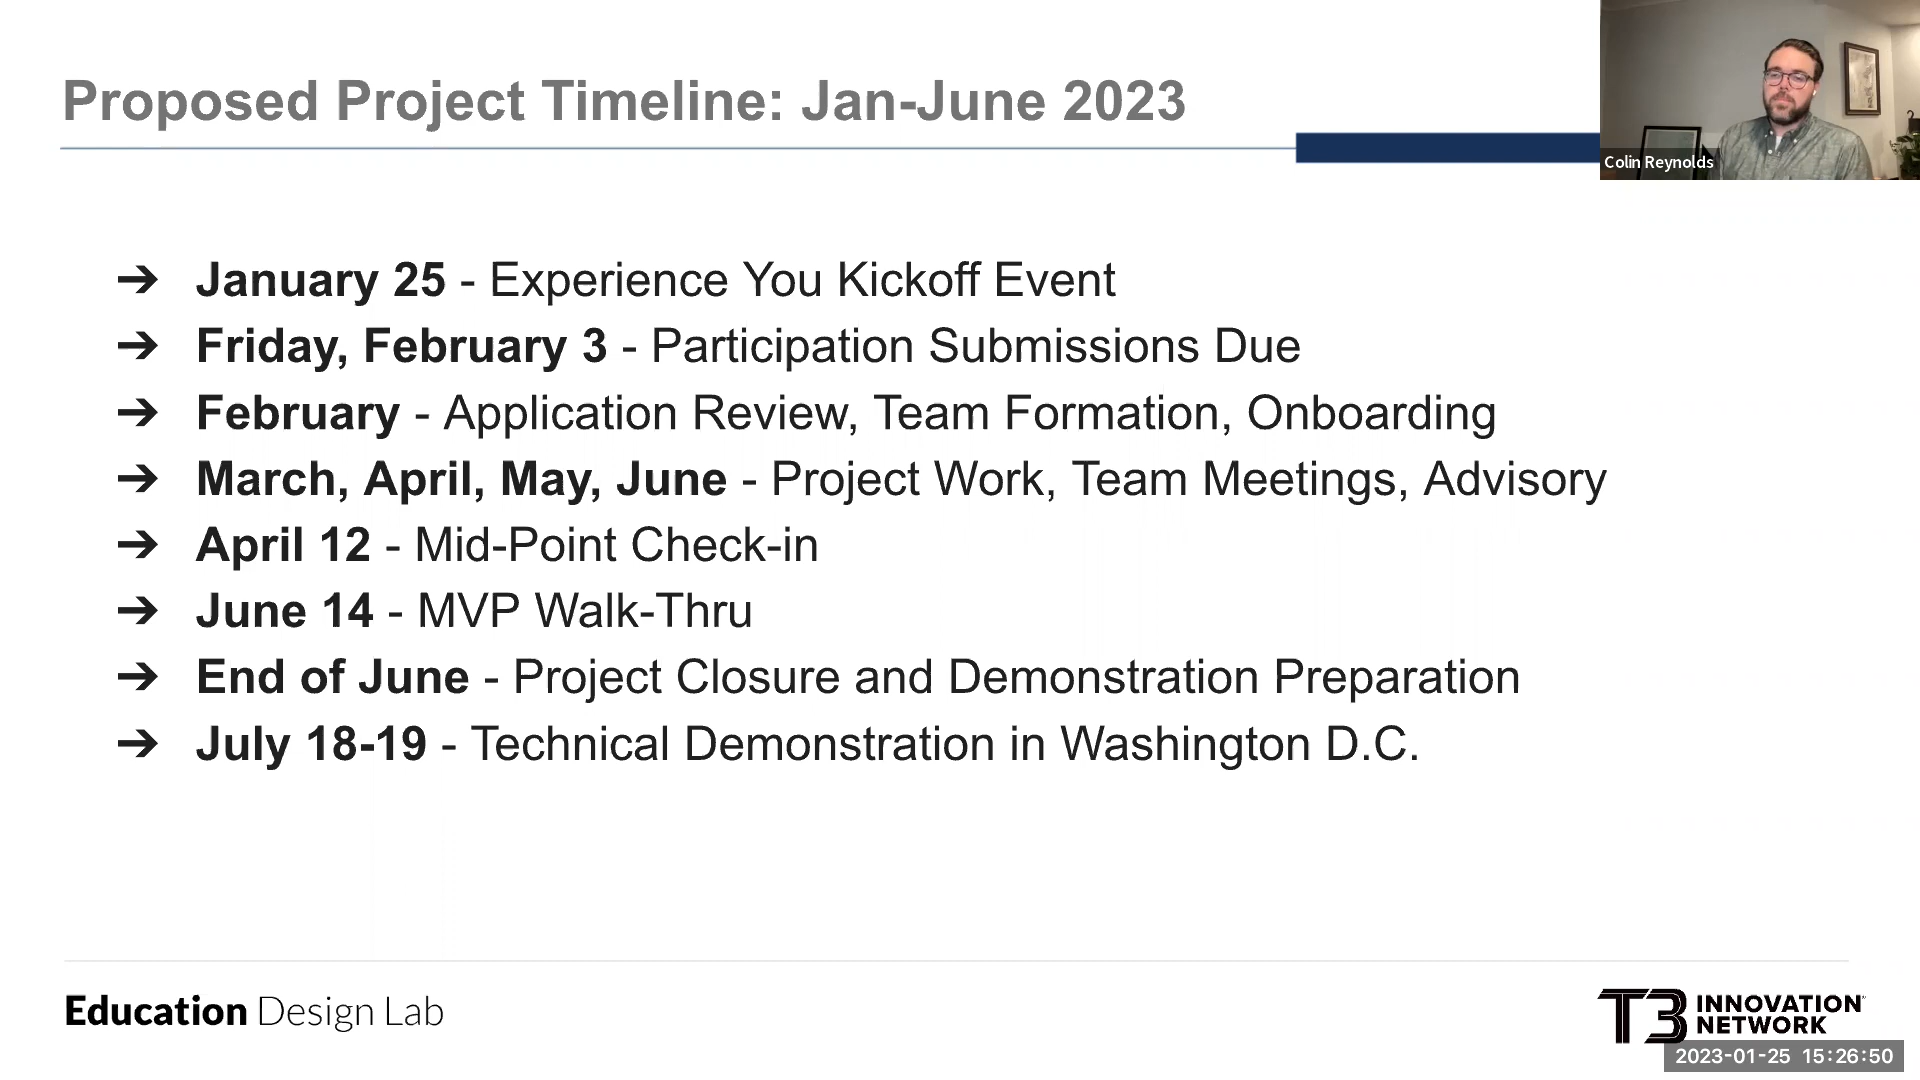 Proposed Project Timeline: Jan-June 2023
Colin Reynolds
➔ January 25 - Experience You Kickoff Event
➔ Friday, February 3 - Participation Submissions Due
➔ February - Application Review, Team Formation, Onboarding
➔ March, April, May, June - Project Work, Team Meetings, Advisory
➔ April 12 - Mid-Point Check-in
➔ June 14 - MVP Walk-Thru
➔ End of June - Project Closure and Demonstration Preparation
➔ July 18-19 - Technical Demonstration in Washington D.C.
Education Design Lab
T3 INNOVATION
NETWORK
2023-01-25 15:26:50